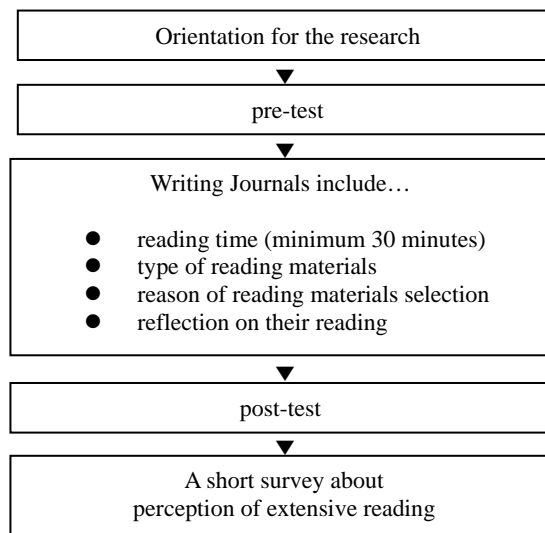 Orientation for the research
pre-test
Writing Journals include…
● reading time (minimum 30 minutes)
● type of reading materials
● reason of reading materials selection
● reflection on their reading
post-test
A short survey about
perception of extensive reading